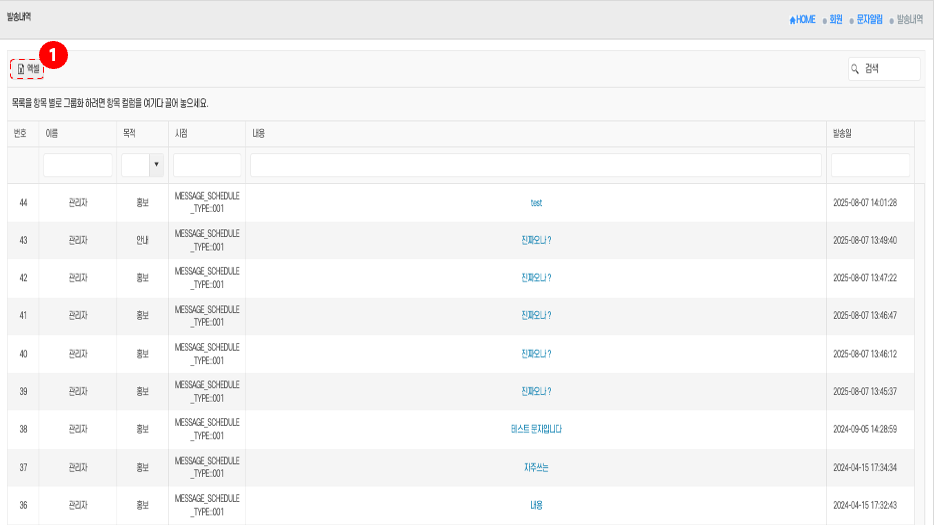 발송내역
HOME 회원 문자알림 발송내역
1
엑셀
검색
목록을 항목 별로 그룹화 하려면 항목 컬럼을 여기다 끌어 놓으세요.
번호 이름 목적 시점 내용 발송일
44 관리자 홍보 MESSAGE_SCHEDULE_TYPE::001 test 2025-08-07 14:01:28
43 관리자 안내 MESSAGE_SCHEDULE_TYPE::001 진짜오나 ? 2025-08-07 13:49:40
42 관리자 홍보 MESSAGE_SCHEDULE_TYPE::001 진짜오나 ? 2025-08-07 13:47:22
41 관리자 홍보 MESSAGE_SCHEDULE_TYPE::001 진짜오나 ? 2025-08-07 13:46:47
40 관리자 홍보 MESSAGE_SCHEDULE_TYPE::001 진짜오나 ? 2025-08-07 13:46:12
39 관리자 홍보 MESSAGE_SCHEDULE_TYPE::001 진짜오나 ? 2025-08-07 13:45:37
38 관리자 홍보 MESSAGE_SCHEDULE_TYPE::001 테스트 문자입니다 2024-09-05 14:28:59
37 관리자 홍보 MESSAGE_SCHEDULE_TYPE::001 자주쓰는 2024-04-15 17:34:34
36 관리자 홍보 MESSAGE_SCHEDULE_TYPE::001 내용 2024-04-15 17:32:43